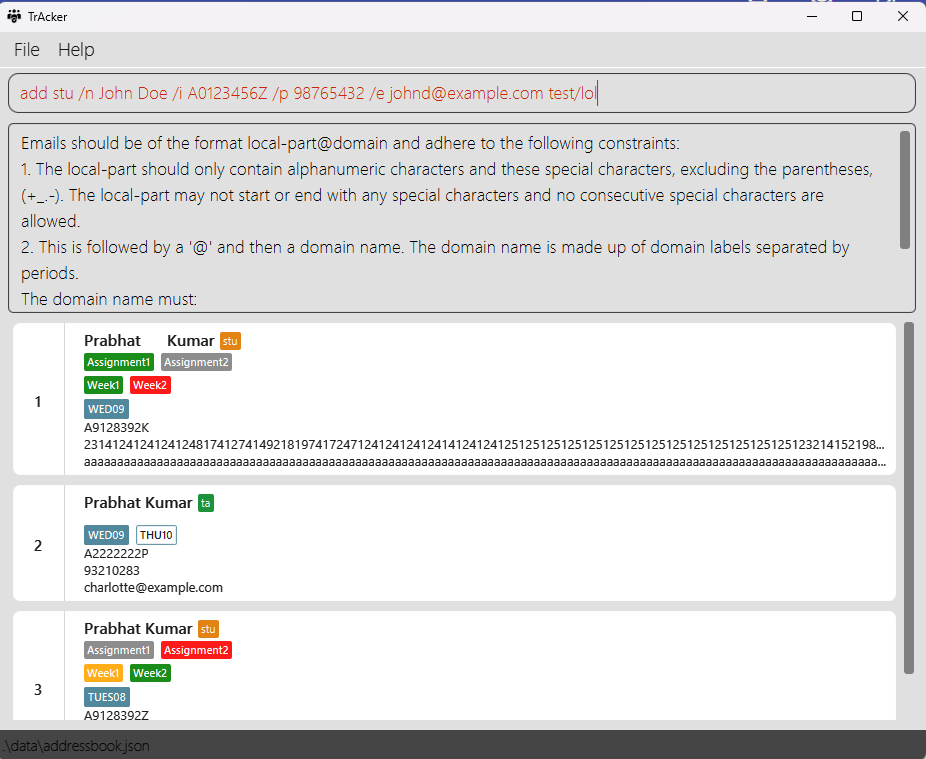 TrAcker
File Help
add stu /n John Doe /i A0123456Z /p 98765432 /e johnd@example.com test/lol
Emails should be of the format local-part@domain and adhere to the following constraints:
1. The local-part should only contain alphanumeric characters and these special characters, excluding the parentheses,
(+_.-). The local-part may not start or end with any special characters and no consecutive special characters are
allowed.
2. This is followed by a '@' and then a domain name. The domain name is made up of domain labels separated by
periods.
The domain name must:
1
Prabhat Kumar stu
Assignment1 Assignment2
Week1 Week2
WED09
A9128392K
2
Prabhat Kumar ta
WED09 THU10
A2222222P
93210283
charlotte@example.com
3
Prabhat Kumar stu
Assignment1 Assignment2
Week1 Week2
TUES08
A9128392Z
.\data\addressbook.json